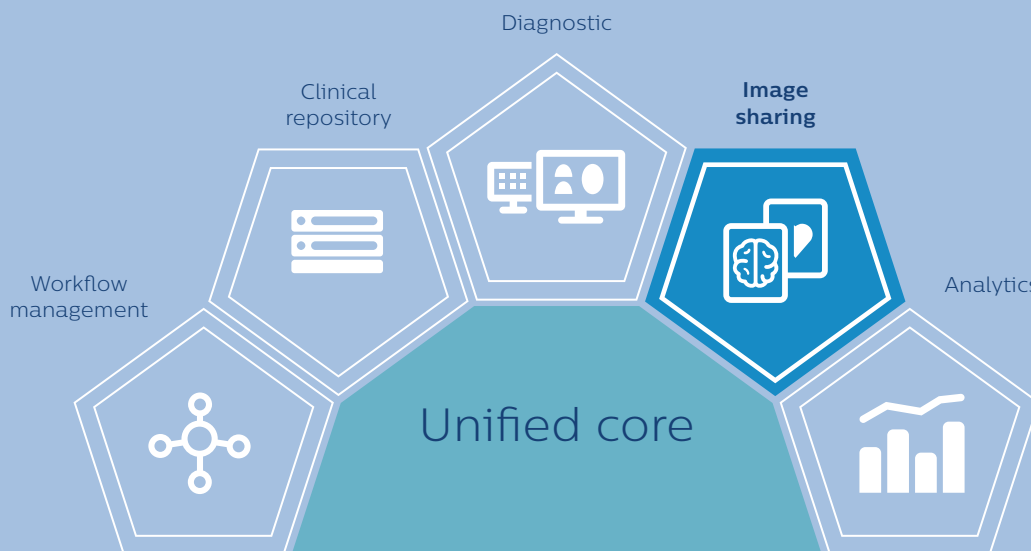 Diagnostic
Clinical
repository
Image
sharing
Workflow
management
Analytics
Unified core